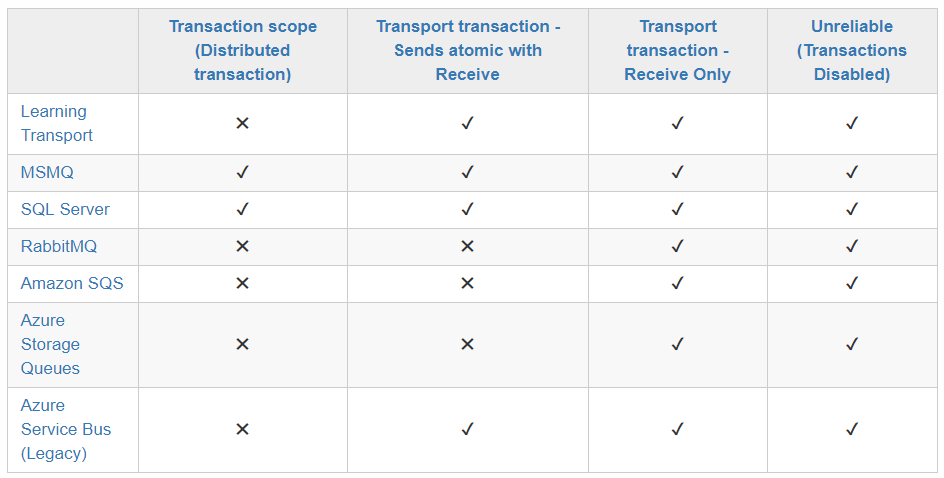 Transaction scope
(Distributed
transaction)
Transport transaction -
Sends atomic with
Receive
Transport
transaction -
Receive Only
Unreliable
(Transactions
Disabled)
Learning
Transport
✕ ✓ ✓ ✓
MSMQ ✓ ✓ ✓ ✓
SQL Server ✓ ✓ ✓ ✓
RabbitMQ ✕ ✕ ✓ ✓
Amazon SQS ✕ ✕ ✓ ✓
Azure
Storage
Queues
✕ ✕ ✓ ✓
Azure
Service Bus
(Legacy)
✕ ✓ ✓ ✓